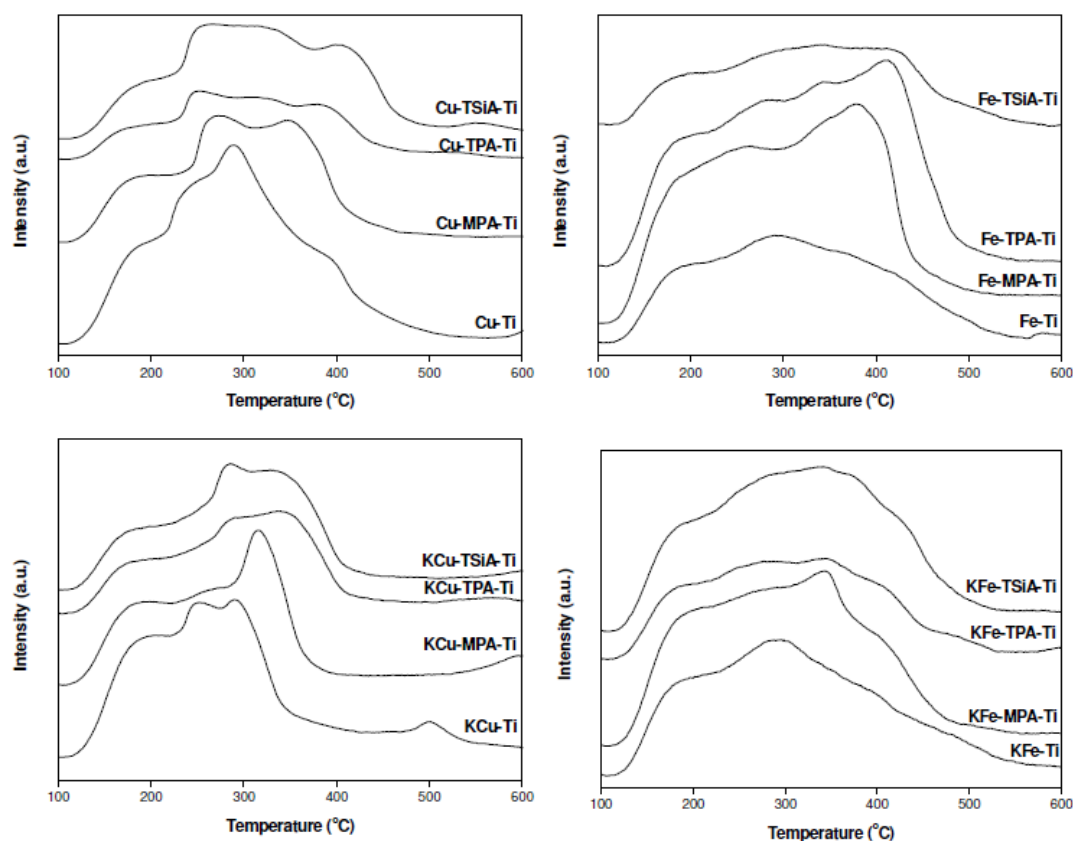 Intensity (a.u.)
Cu-TSiA-Ti
Cu-TPA-Ti
Cu-MPA-Ti
Cu-Ti
100 200 300 400 500 600
Temperature (°C)
Intensity (a.u.)
Fe-TSiA-Ti
Fe-TPA-Ti
Fe-MPA-Ti
Fe-Ti
100 200 300 400 500 600
Temperature (°C)
Intensity (a.u.)
KCu-TSiA-Ti
KCu-TPA-Ti
KCu-MPA-Ti
KCu-Ti
100 200 300 400 500 600
Temperature (°C)
Intensity (a.u.)
KFe-TSiA-Ti
KFe-TPA-Ti
KFe-MPA-Ti
KFe-Ti
100 200 300 400 500 600
Temperature (°C)